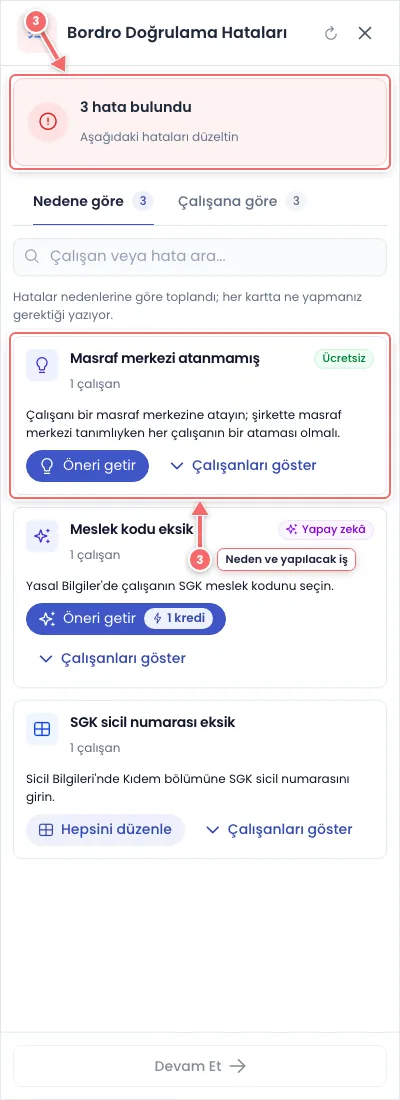 3
Bordro Doğrulama Hataları
3 hata bulundu
Aşağıdaki hataları düzeltin
Nedene göre 3 Çalışana göre 3
Çalışan veya hata ara...
Hatalar nedenlerine göre toplandı; her kartta ne yapmanız
gerektiği yazıyor.
Masraf merkezi atanmamış Ücretsiz
1 çalışan
Çalışanı bir masraf merkezine atayın; şirkette masraf
merkezi tanımlıyken her çalışanın bir ataması olmalı.
Öneri getir Çalışanları göster
Meslek kodu eksik Yapay zekâ
1 çalışan
3 Neden ve yapılacak iş
Yasal Bilgiler'de çalışanın SGK meslek kodunu seçin.
Öneri getir 1 kredi
Çalışanları göster
SGK sicil numarası eksik
1 çalışan
Sicil Bilgileri'nde Kıdem bölümüne SGK sicil numarasını
girin.
Hepsini düzenle Çalışanları göster
Devam Et